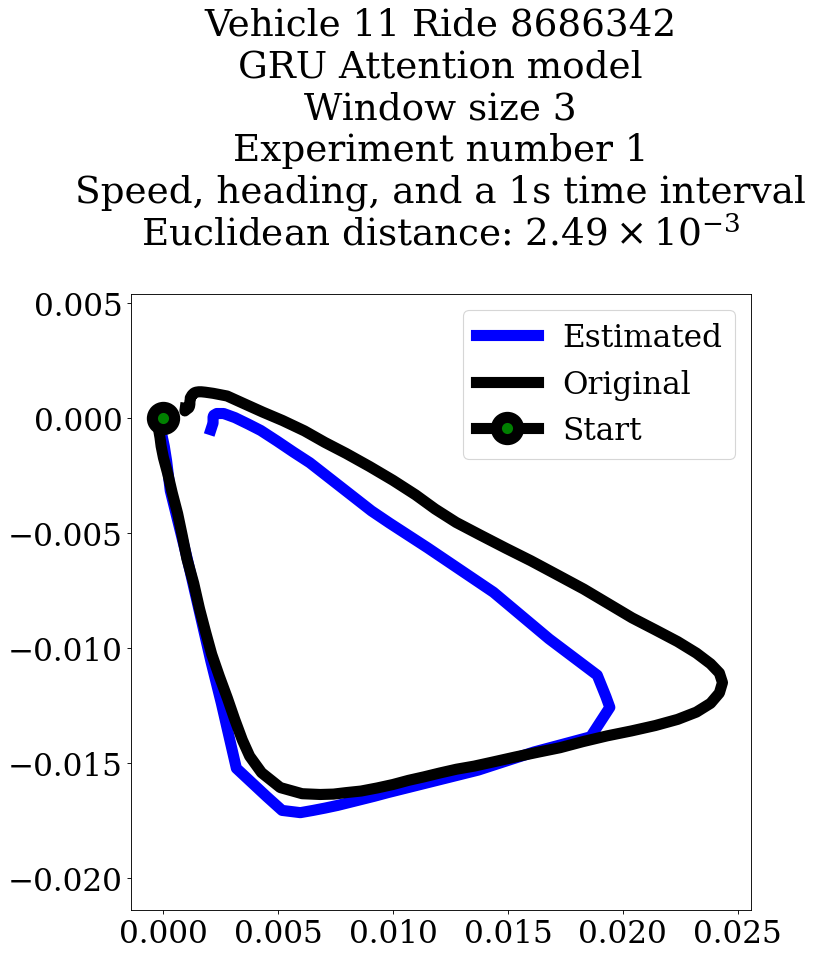 Vehicle 11 Ride 8686342
GRU Attention model
Window size 3
Experiment number 1
Speed, heading, and a 1s time interval
Euclidean distance: 2.49 × 10⁻³
0.005
Estimated
Original
Start
0.000
−0.005
−0.010
−0.015
−0.020
0.000 0.005 0.010 0.015 0.020 0.025